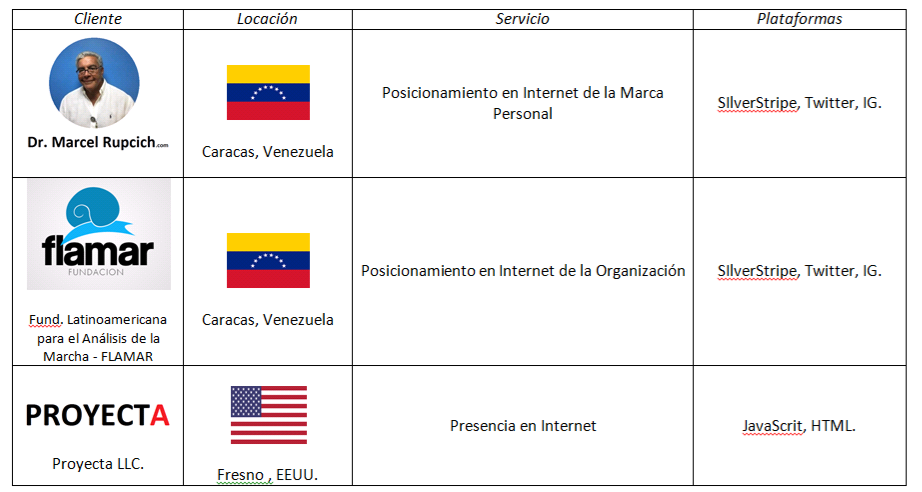 Cliente Locación Servicio Plataformas
Dr. Marcel Rupcich.com
Caracas, Venezuela
Posicionamiento en Internet de la Marca
Personal
SIlverStripe, Twitter, IG.
flamar
FUNDACION
Fund. Latinoamericana
para el Análisis de la
Marcha - FLAMAR
Caracas, Venezuela
Posicionamiento en Internet de la Organización
SIlverStripe, Twitter, IG.
PROYECTA
Proyecta LLC.
Fresno , EEUU.
Presencia en Internet
JavaScrit, HTML.